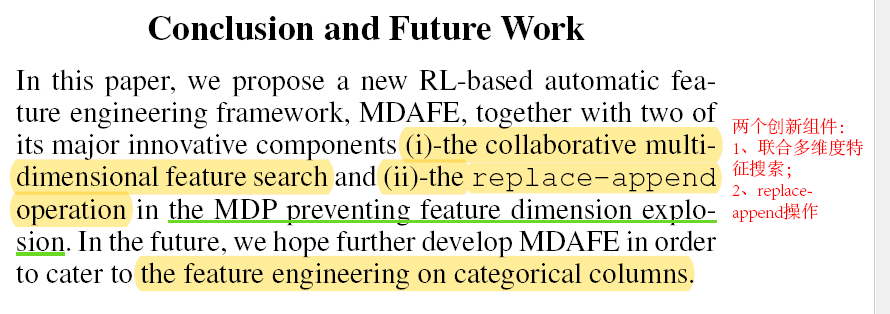 Conclusion and Future Work
In this paper, we propose a new RL-based automatic fea-
ture engineering framework, MDAFE, together with two of
its major innovative components (i)-the collaborative multi-
dimensional feature search and (ii)-the replace-append
operation in the MDP preventing feature dimension explo-
sion. In the future, we hope further develop MDAFE in order
to cater to the feature engineering on categorical columns.
两个创新组件：
1、联合多维度特
征搜索；
2、replace-
append操作